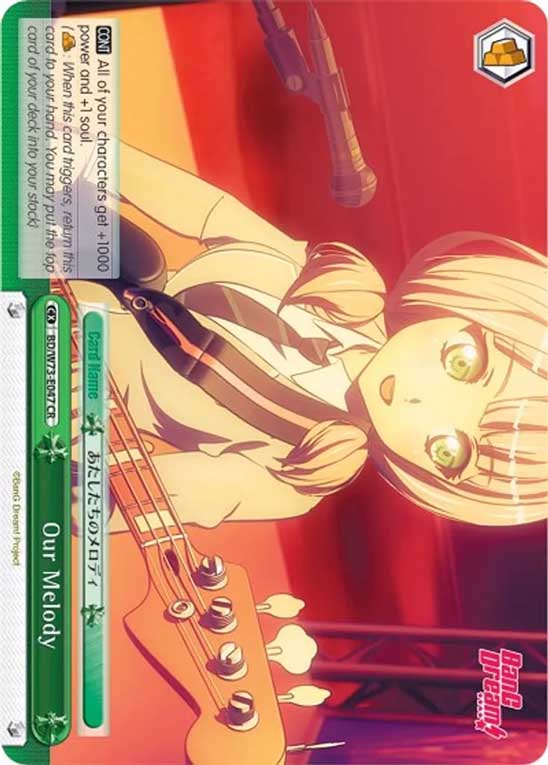 [CONT] All of your characters get +1000
power and +1 soul.
( : When this card triggers, return this
card to your hand. You may put the top
card of your deck into your stock)
Card Name
あたしたちのメロディ
CX
BD/W73-E047 CR
Our Melody
©BanG Dream! Project
BanG
Dream!